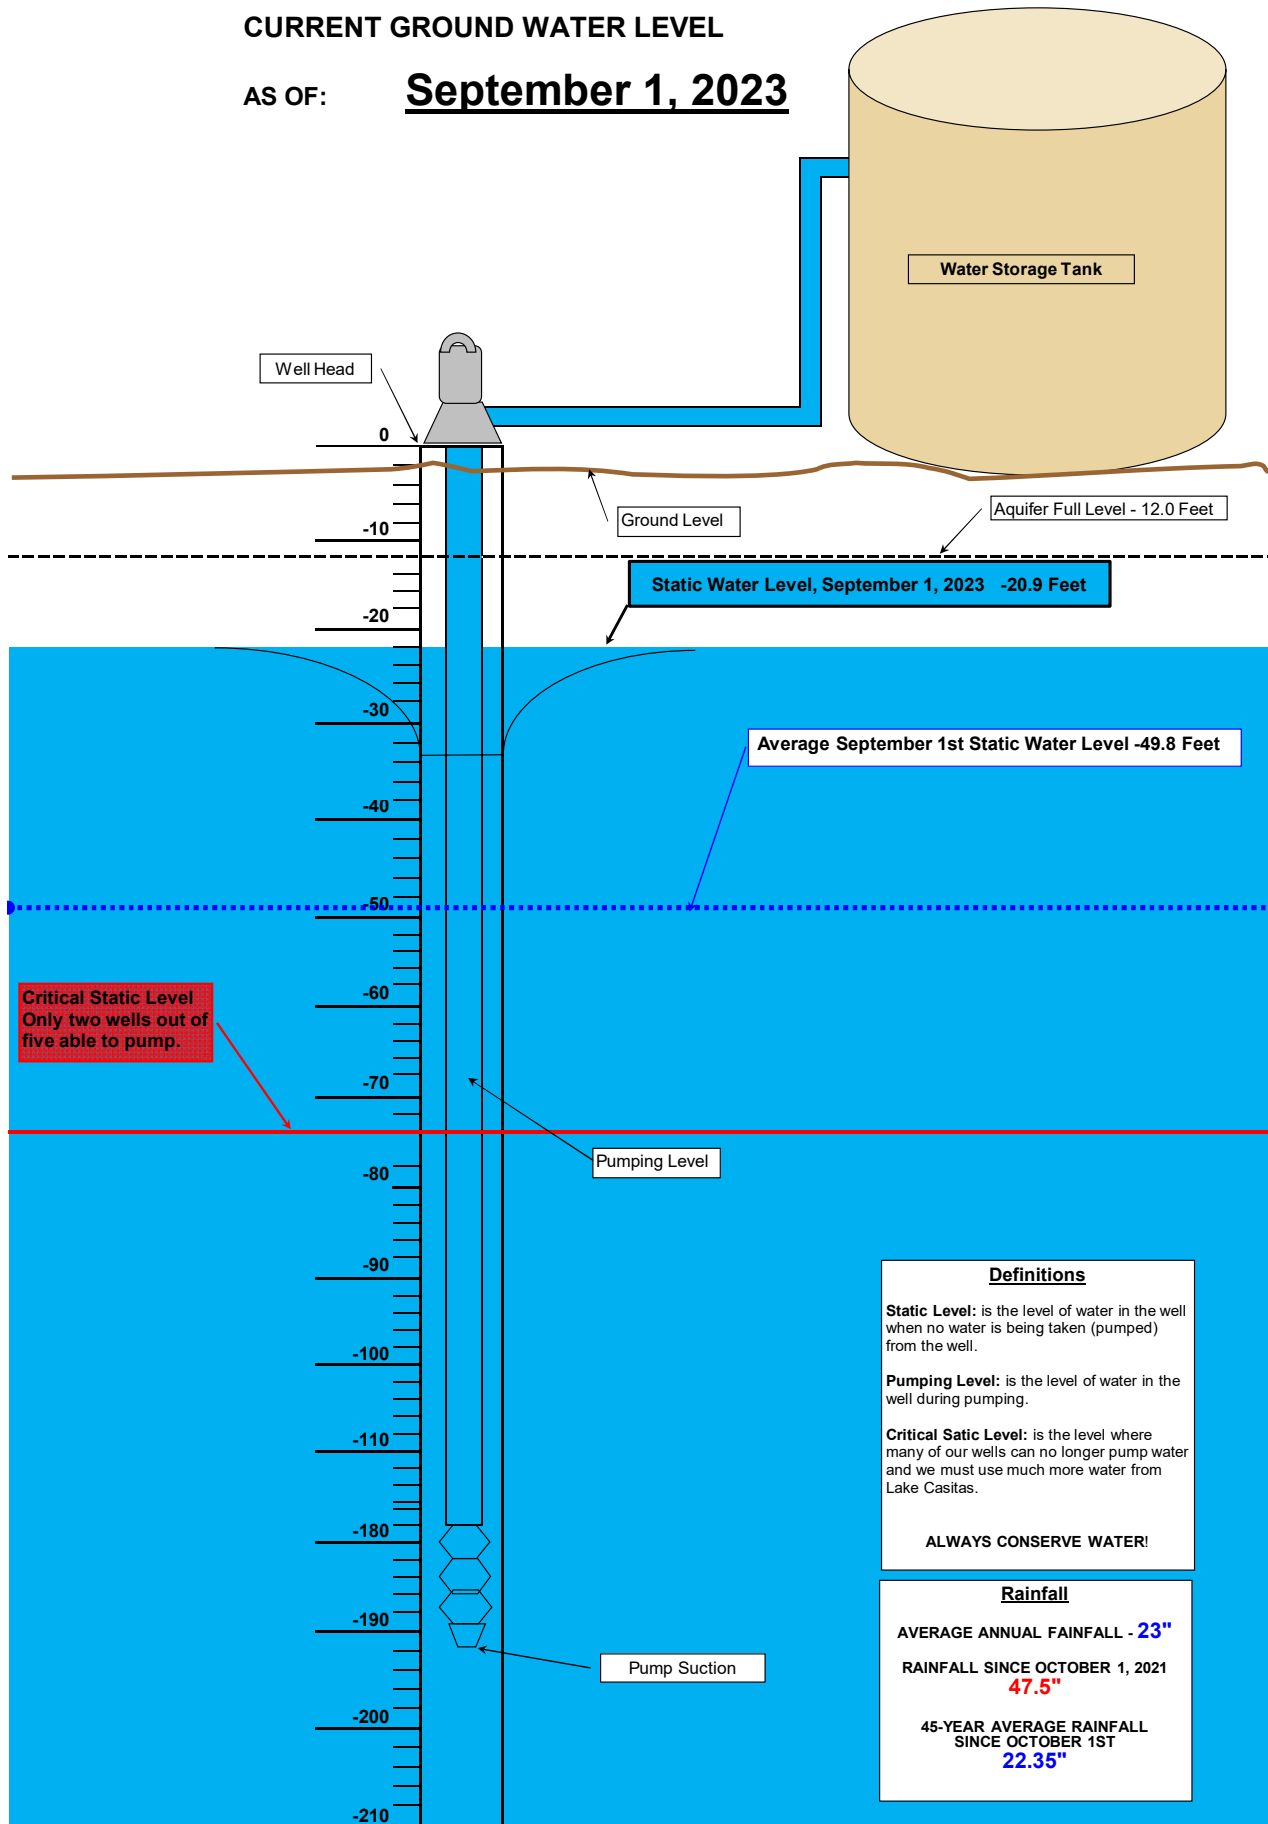 CURRENT GROUND WATER LEVEL
AS OF: September 1, 2023
Water Storage Tank
Well Head
0
Ground Level
Aquifer Full Level - 12.0 Feet
-10
Static Water Level, September 1, 2023 -20.9 Feet
-20
-30
Average September 1st Static Water Level -49.8 Feet
-40
-50
-60
Critical Static Level
Only two wells out of
five able to pump.
-70
Pumping Level
-80
-90
-100
-110
-180
-190
Pump Suction
-200
-210
Definitions
Static Level: is the level of water in the well
when no water is being taken (pumped)
from the well.
Pumping Level: is the level of water in the
well during pumping.
Critical Satic Level: is the level where
many of our wells can no longer pump water
and we must use much more water from
Lake Casitas.
ALWAYS CONSERVE WATER!
Rainfall
AVERAGE ANNUAL FAINFALL - 23"
RAINFALL SINCE OCTOBER 1, 2021
47.5"
45-YEAR AVERAGE RAINFALL
SINCE OCTOBER 1ST
22.35"